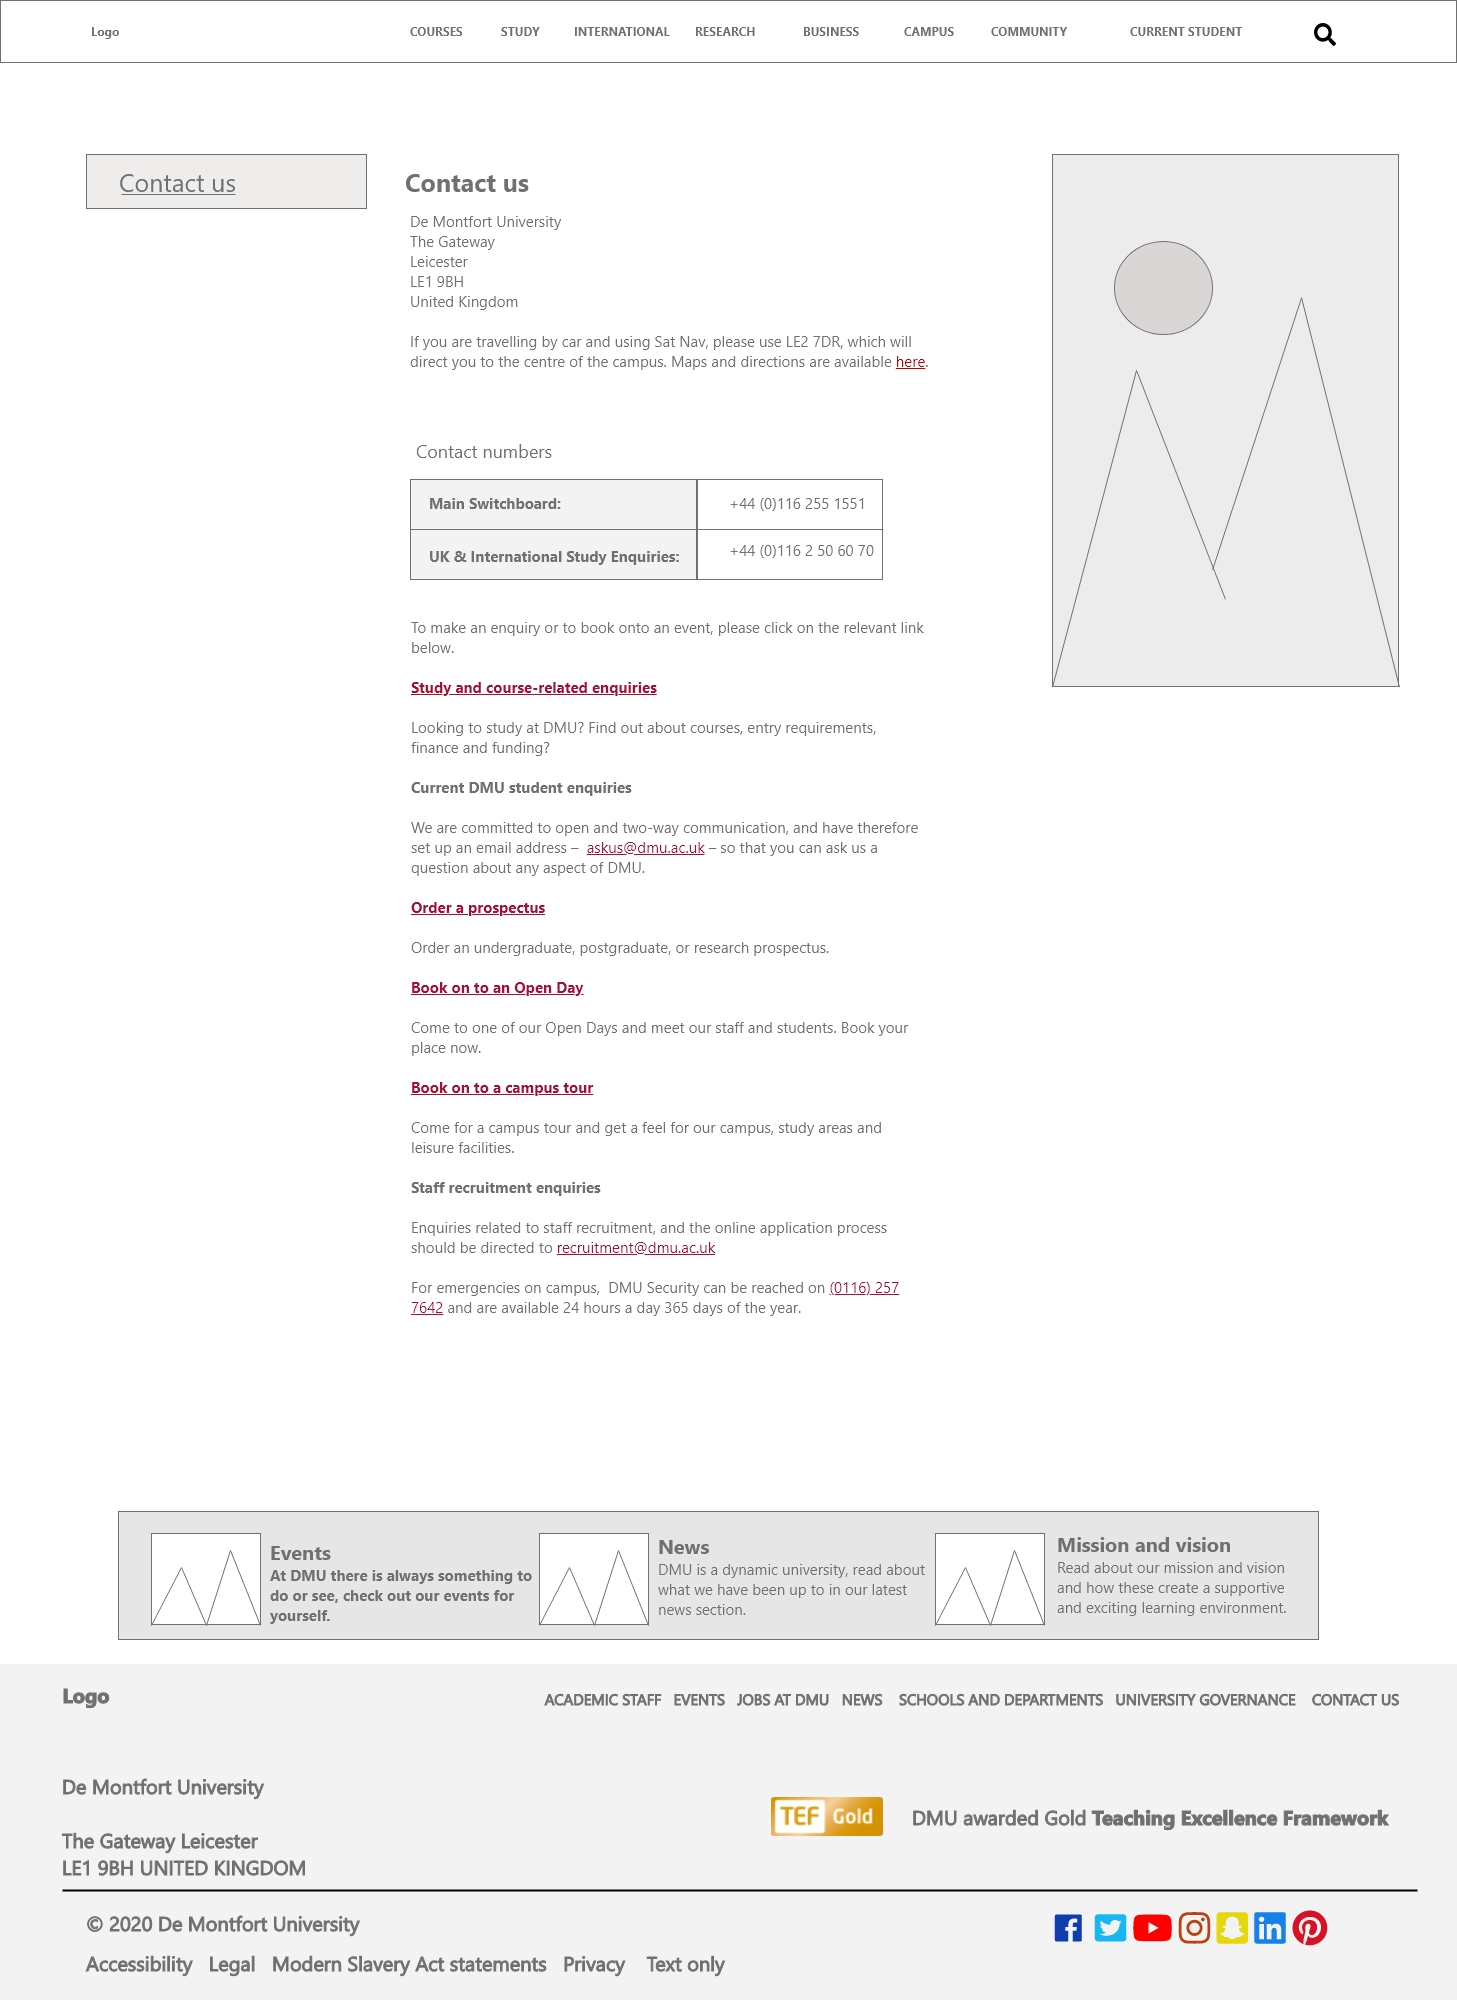 Logo
COURSES STUDY INTERNATIONAL RESEARCH BUSINESS CAMPUS COMMUNITY CURRENT STUDENT
Contact us
Contact us
De Montfort University
The Gateway
Leicester
LE1 9BH
United Kingdom
If you are travelling by car and using Sat Nav, please use LE2 7DR, which will
direct you to the centre of the campus. Maps and directions are available here.
Contact numbers
Main Switchboard: +44 (0)116 255 1551
UK & International Study Enquiries: +44 (0)116 2 50 60 70
To make an enquiry or to book onto an event, please click on the relevant link
below.
Study and course-related enquiries
Looking to study at DMU? Find out about courses, entry requirements,
finance and funding?
Current DMU student enquiries
We are committed to open and two-way communication, and have therefore
set up an email address – askus@dmu.ac.uk – so that you can ask us a
question about any aspect of DMU.
Order a prospectus
Order an undergraduate, postgraduate, or research prospectus.
Book on to an Open Day
Come to one of our Open Days and meet our staff and students. Book your
place now.
Book on to a campus tour
Come for a campus tour and get a feel for our campus, study areas and
leisure facilities.
Staff recruitment enquiries
Enquiries related to staff recruitment, and the online application process
should be directed to recruitment@dmu.ac.uk
For emergencies on campus, DMU Security can be reached on (0116) 257
7642 and are available 24 hours a day 365 days of the year.
Events
At DMU there is always something to
do or see, check out our events for
yourself.
News
DMU is a dynamic university, read about
what we have been up to in our latest
news section.
Mission and vision
Read about our mission and vision
and how these create a supportive
and exciting learning environment.
Logo
ACADEMIC STAFF EVENTS JOBS AT DMU NEWS SCHOOLS AND DEPARTMENTS UNIVERSITY GOVERNANCE CONTACT US
De Montfort University
The Gateway Leicester
LE1 9BH UNITED KINGDOM
TEF Gold
DMU awarded Gold Teaching Excellence Framework
© 2020 De Montfort University
Accessibility Legal Modern Slavery Act statements Privacy Text only